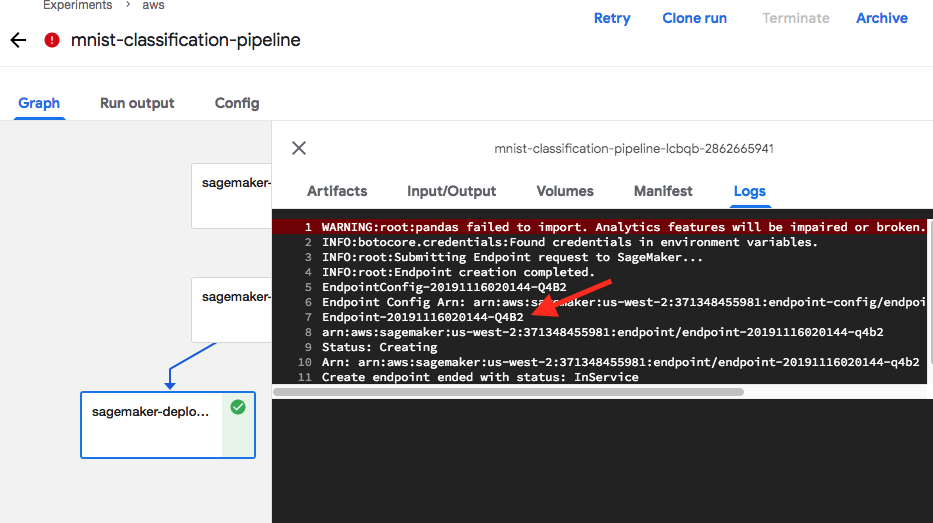 Experiments > aws
Retry Clone run Terminate Archive
mnist-classification-pipeline
Graph Run output Config
mnist-classification-pipeline-lcbqb-2862665941
Artifacts Input/Output Volumes Manifest Logs
sagemaker-
sagemaker-
sagemaker-deplo...
1 WARNING:root:pandas failed to import. Analytics features will be impaired or broken.
2 INFO:botocore.credentials:Found credentials in environment variables.
3 INFO:root:Submitting Endpoint request to SageMaker...
4 INFO:root:Endpoint creation completed.
5 EndpointConfig-20191116020144-Q4B2
6 Endpoint Config Arn: arn:aws:sagemaker:us-west-2:371348455981:endpoint-config/endpoi
7 Endpoint-20191116020144-Q4B2
8 arn:aws:sagemaker:us-west-2:371348455981:endpoint/endpoint-20191116020144-q4b2
9 Status: Creating
10 Arn: arn:aws:sagemaker:us-west-2:371348455981:endpoint/endpoint-20191116020144-q4b2
11 Create endpoint ended with status: InService